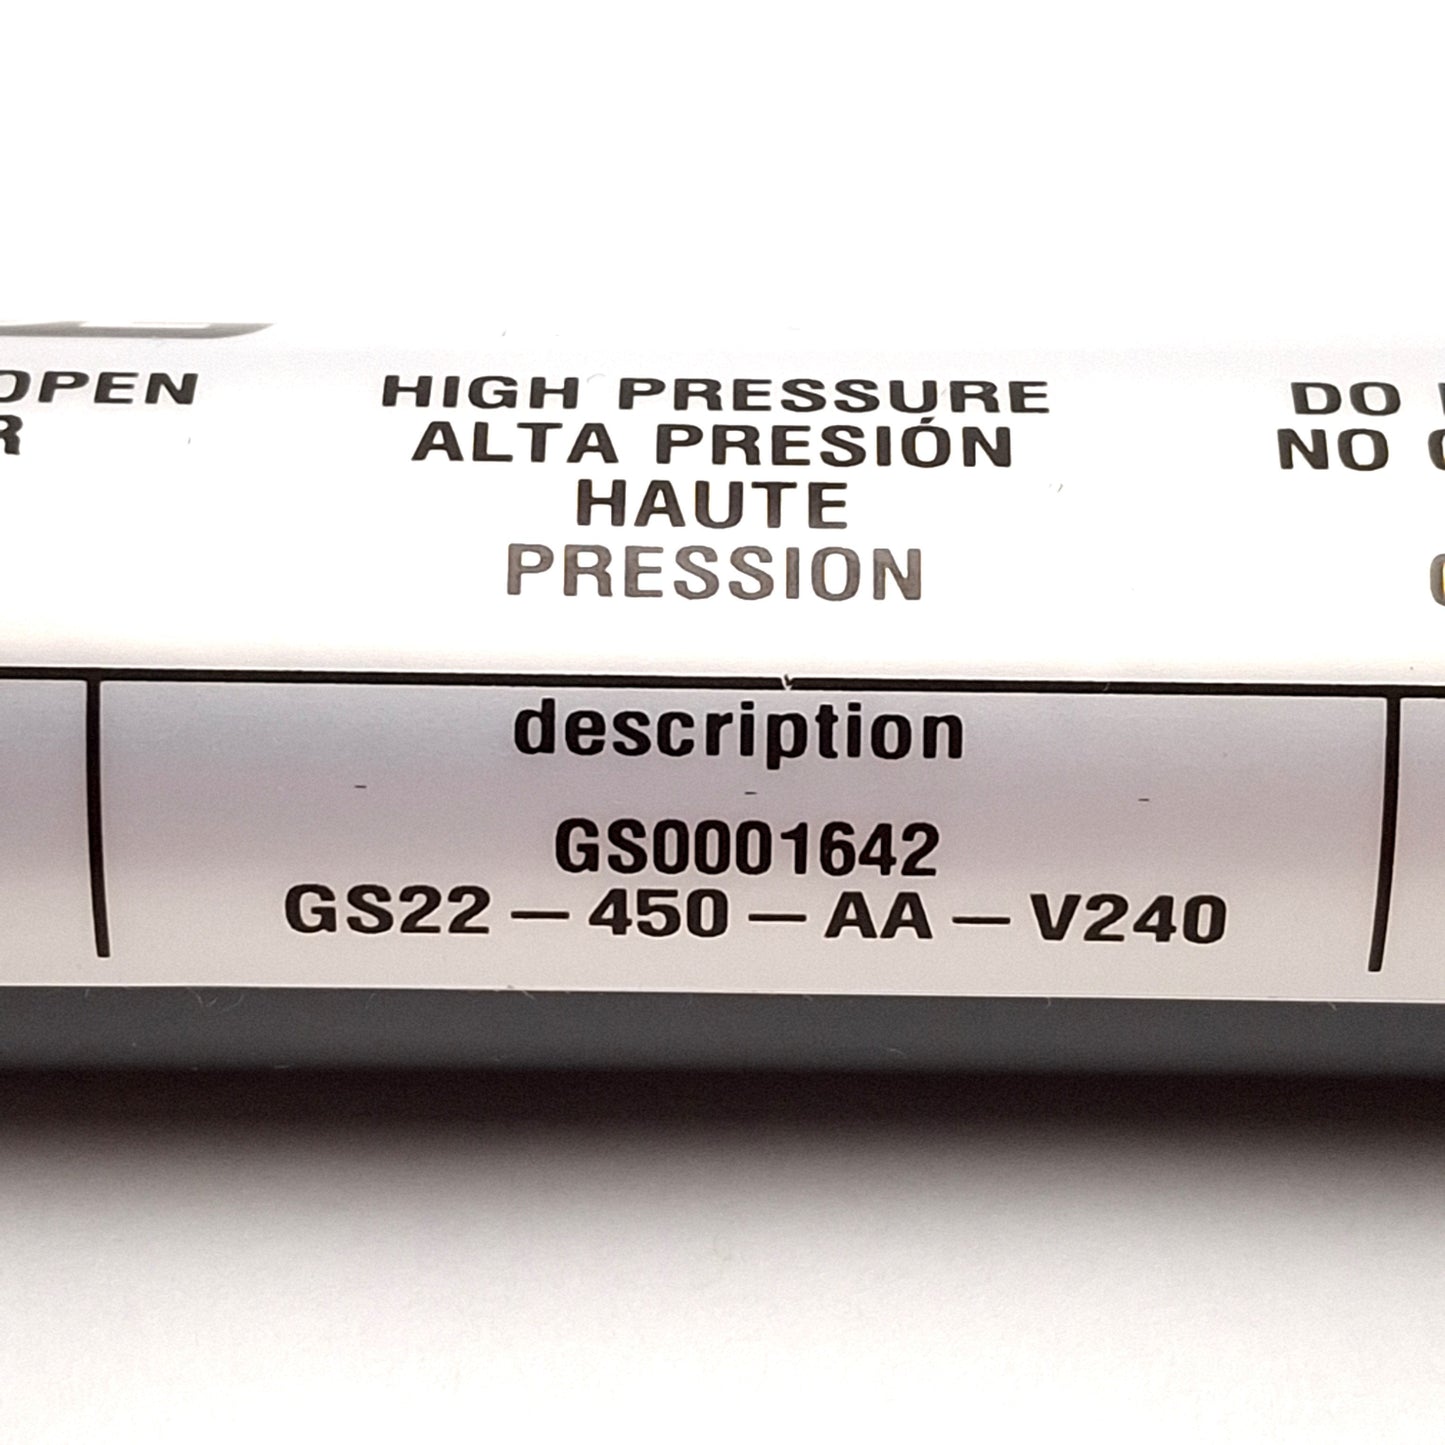 OPEN
R
HIGH PRESSURE
ALTA PRESIÓN
HAUTE
PRESSION
DO
NO
description
GS0001642
GS22 – 450 – AA – V240